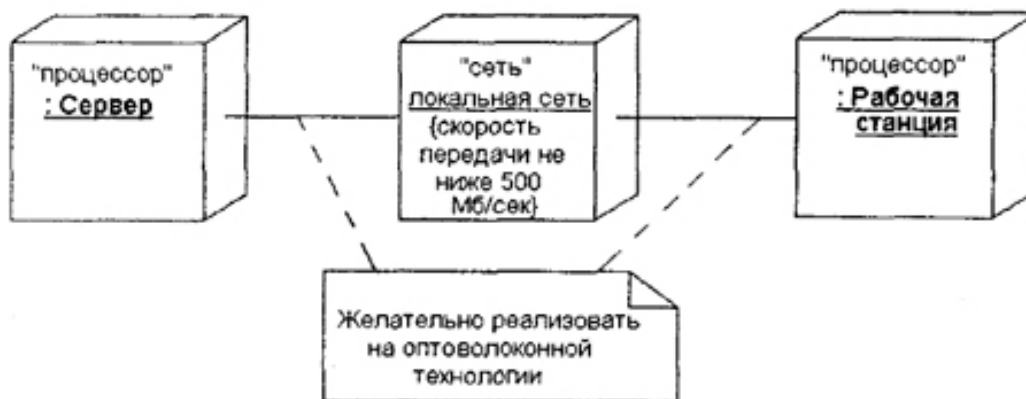 "процессор"
: Сервер
"сеть"
локальная сеть
{скорость
передачи не
ниже 500
Мб/сек}
"процессор"
: Рабочая
станция
Желательно реализовать
на оптоволоконной
технологии